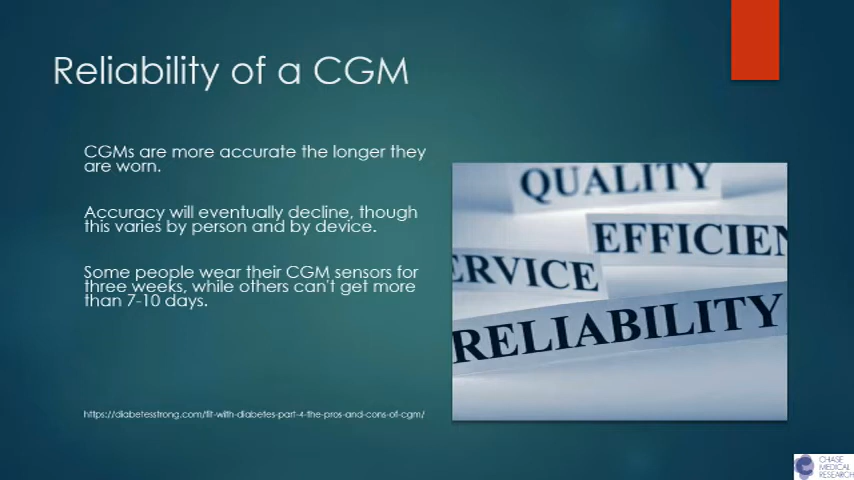 Reliability of a CGM
CGMs are more accurate the longer they
are worn.
Accuracy will eventually decline, though
this varies by person and by device.
Some people wear their CGM sensors for
three weeks, while others can't get more
than 7-10 days.
QUALITY
EFFICIEN
ERVICE
RELIABILITY
https://diabetesstrong.com/fit-with-diabetes-part-4-the-pros-and-cons-of-cgm/
CHASE
MEDICAL
RESEARCH